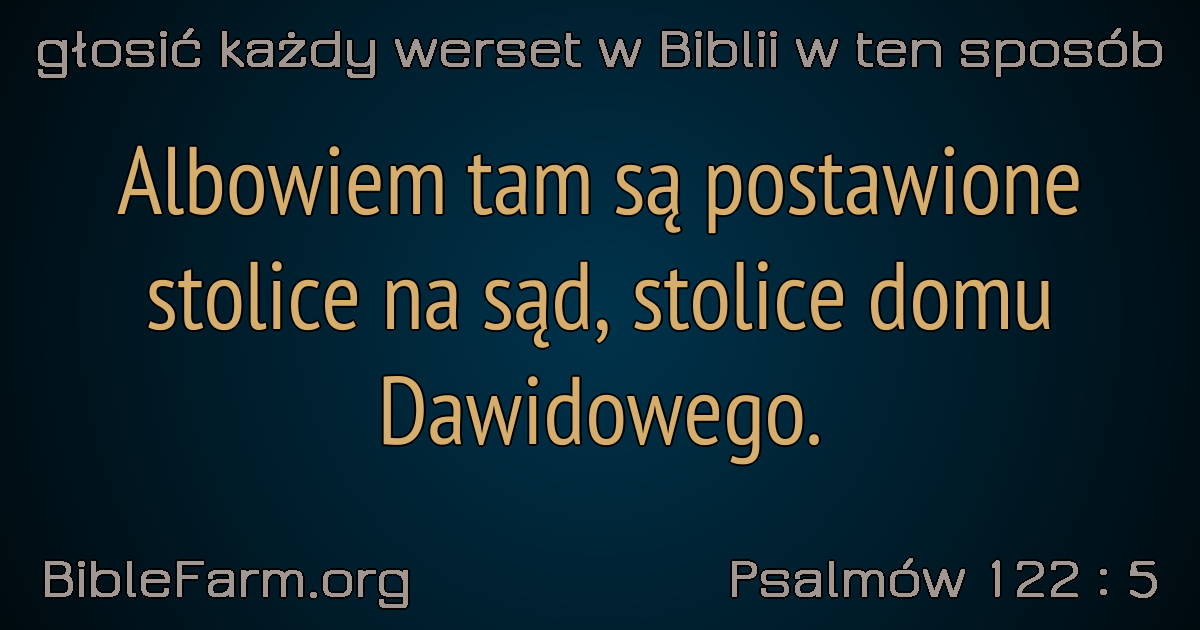 głosić każdy werset w Biblii w ten sposób
Albowiem tam są postawione
stolice na sąd, stolice domu
Dawidowego.
BibleFarm.org
Psalmów 122 : 5